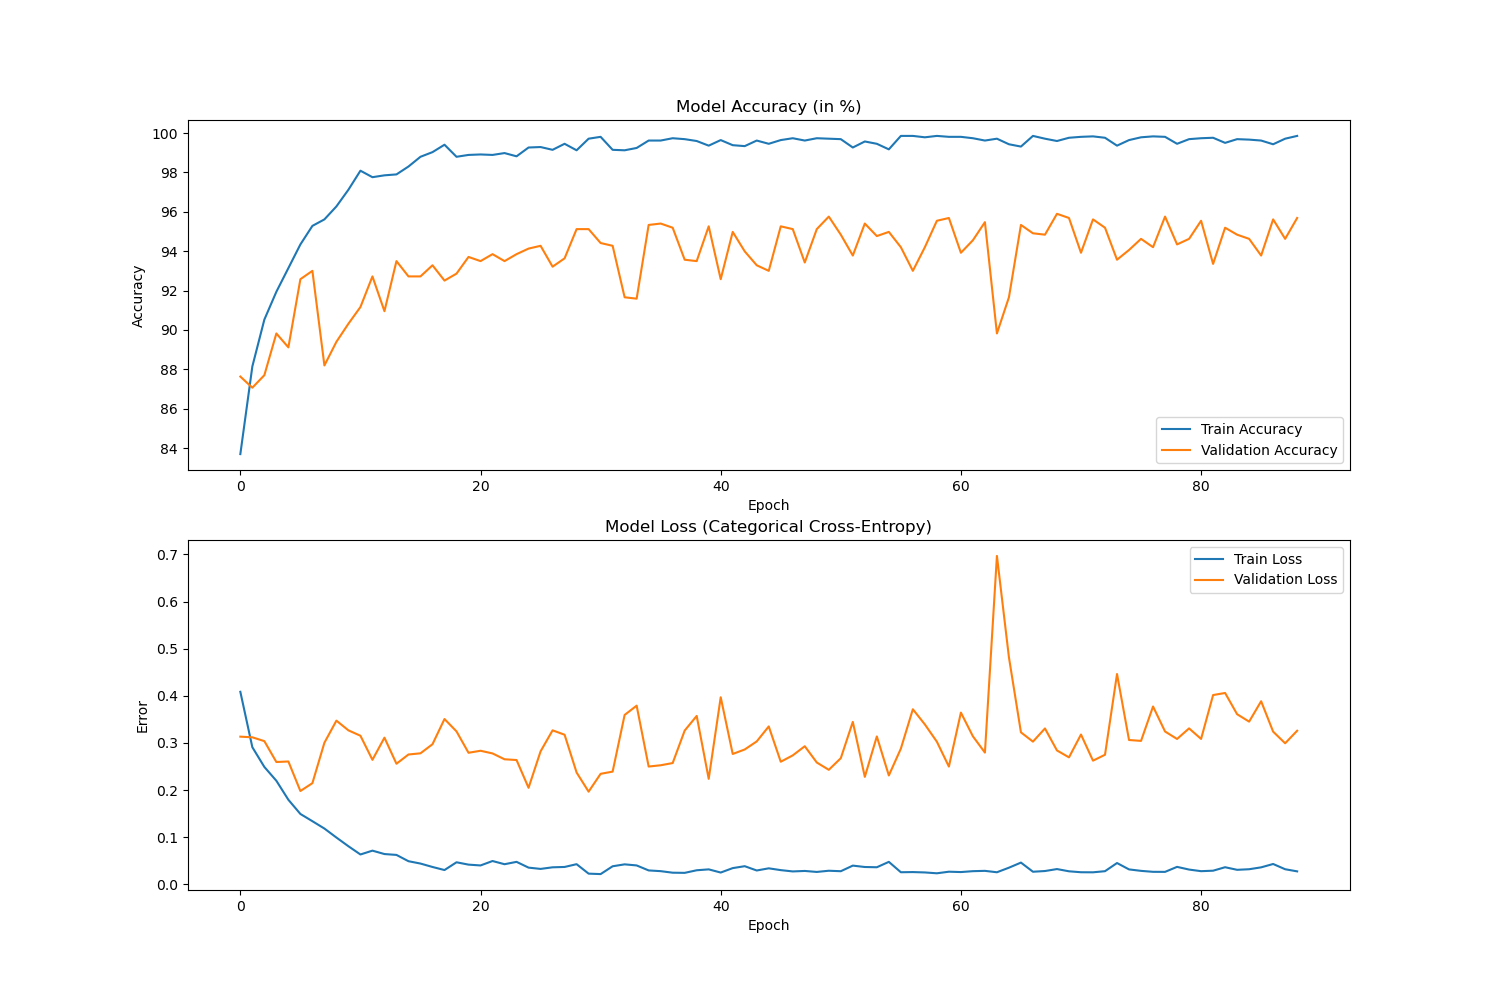 Model Accuracy (in %)
100
98
96
94
92
90
88
86
84
Accuracy
Train Accuracy
Validation Accuracy
0 20 40 60 80
Epoch
Model Loss (Categorical Cross-Entropy)
0.7
0.6
0.5
0.4
0.3
0.2
0.1
0.0
Error
Train Loss
Validation Loss
0 20 40 60 80
Epoch